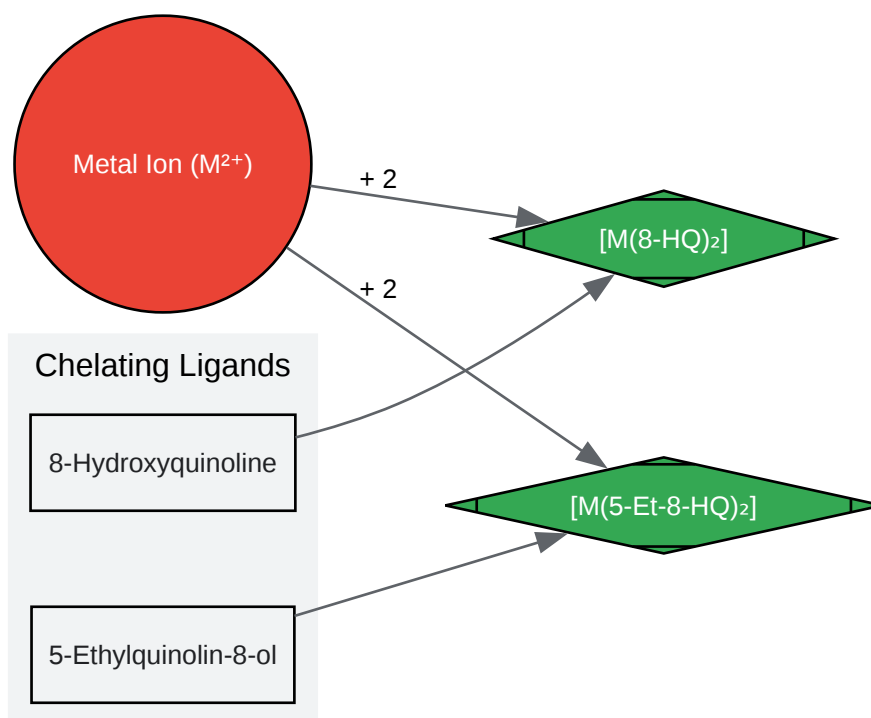 Metal Ion (M²⁺)
+ 2
[M(8-HQ)₂]
+ 2
Chelating Ligands
8-Hydroxyquinoline
[M(5-Et-8-HQ)₂]
5-Ethylquinolin-8-ol